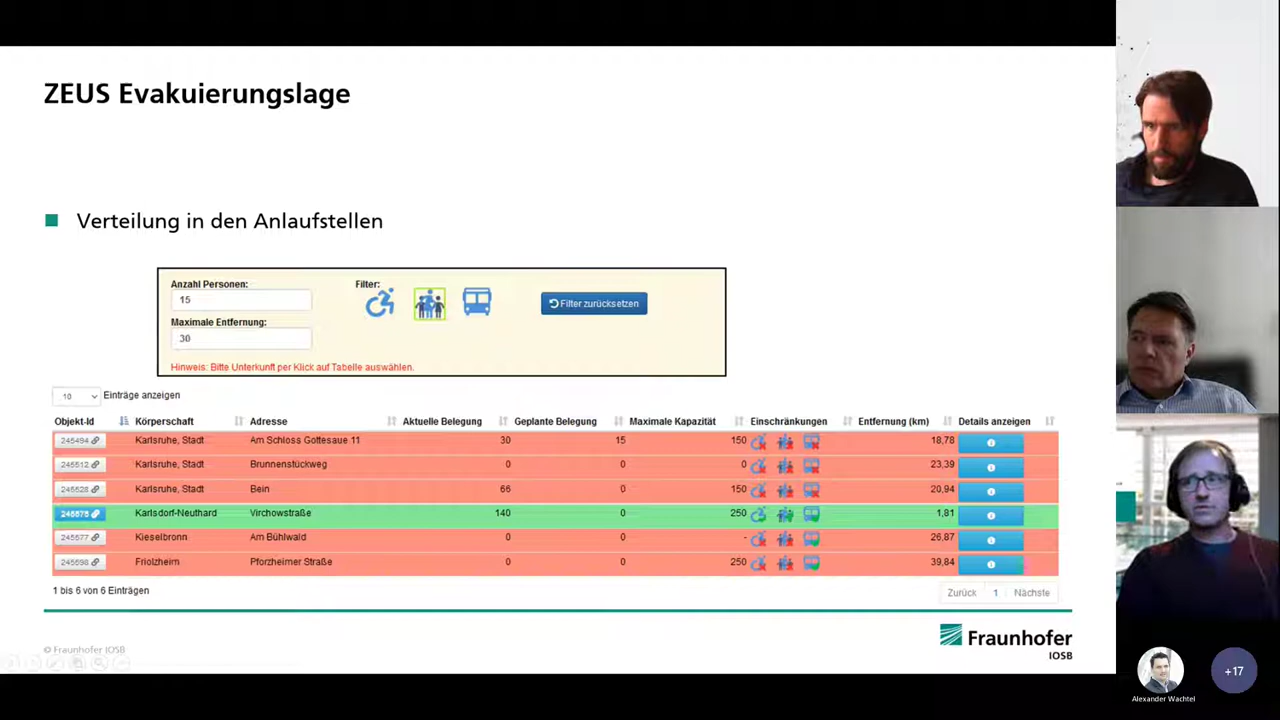 ZEUS Evakuierungslage
Verteilung in den Anlaufstellen
Anzahl Personen:
15
Filter:
Filter zurücksetzen
Maximale Entfernung:
30
Hinweis: Bitte Unterkunft per Klick auf Tabelle auswählen.
10 Einträge anzeigen
Objekt-Id Körperschaft Adresse Aktuelle Belegung Geplante Belegung Maximale Kapazität Einschränkungen Entfernung (km) Details anzeigen
245494 Karlsruhe, Stadt Am Schloss Gottesaue 11 30 15 150 18,78
245512 Karlsruhe, Stadt Brunnenstückweg 0 0 0 23,39
245528 Karlsruhe, Stadt Bein 66 0 150 20,94
245575 Karlsdorf-Neuthard Virchowstraße 140 0 250 1,81
245577 Kieselbronn Am Bühlwald 0 0 - 26,87
245598 Friolzheim Pforzheimer Straße 0 0 250 39,84
1 bis 6 von 6 Einträgen
Zurück 1 Nächste
© Fraunhofer IOSB
Fraunhofer
IOSB
Alexander Wachtel
+17